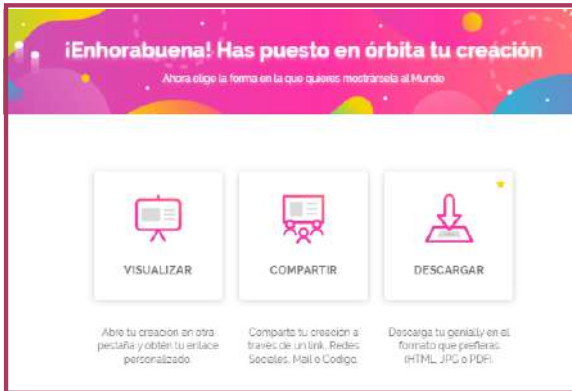 ¡Enhorabuena! Has puesto en órbita tu creación
Ahora elige la forma en la que quieres mostrársela al Mundo
VISUALIZAR
COMPARTIR
DESCARGAR
Abre tu creación en otra
pestaña y obtén tu enlace
personalizado.
Comparte tu creación a
través de un link, Redes
Sociales, Mail o Código.
Descarga tu genially en el
formato que prefieras
(HTML, JPG o PDF).